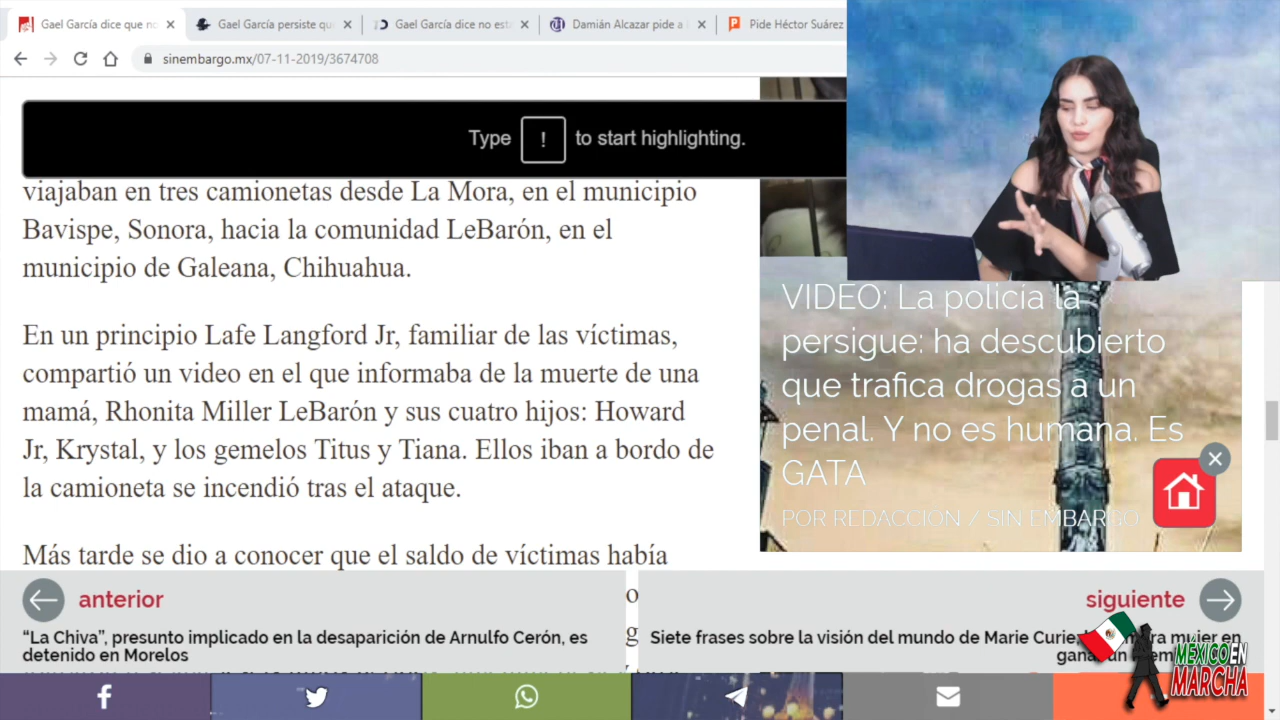 Gael García dice que no
Gael García persiste que
Gael García dice no est
Damián Alcazar pide a
Pide Héctor Suárez
sinembargo.mx/07-11-2019/3674708
Type ! to start highlighting.
viajaban en tres camionetas desde La Mora, en el municipio
Bavispe, Sonora, hacia la comunidad LeBarón, en el
municipio de Galeana, Chihuahua.
En un principio Lafe Langford Jr, familiar de las víctimas,
compartió un video en el que informaba de la muerte de una
mamá, Rhonita Miller LeBarón y sus cuatro hijos: Howard
Jr, Krystal, y los gemelos Titus y Tiana. Ellos iban a bordo de
la camioneta se incendió tras el ataque.
Más tarde se dio a conocer que el saldo de víctimas había
VIDEO: La policía la
persigue: ha descubierto
que trafica drogas a un
penal. Y no es humana. Es
GATA
POR REDACCIÓN / SIN EMBARGO
anterior
“La Chiva”, presunto implicado en la desaparición de Arnulfo Cerón, es
detenido en Morelos
siguiente
Siete frases sobre la visión del mundo de Marie Curie, mujer en
MÉXICO EN
MARCHA